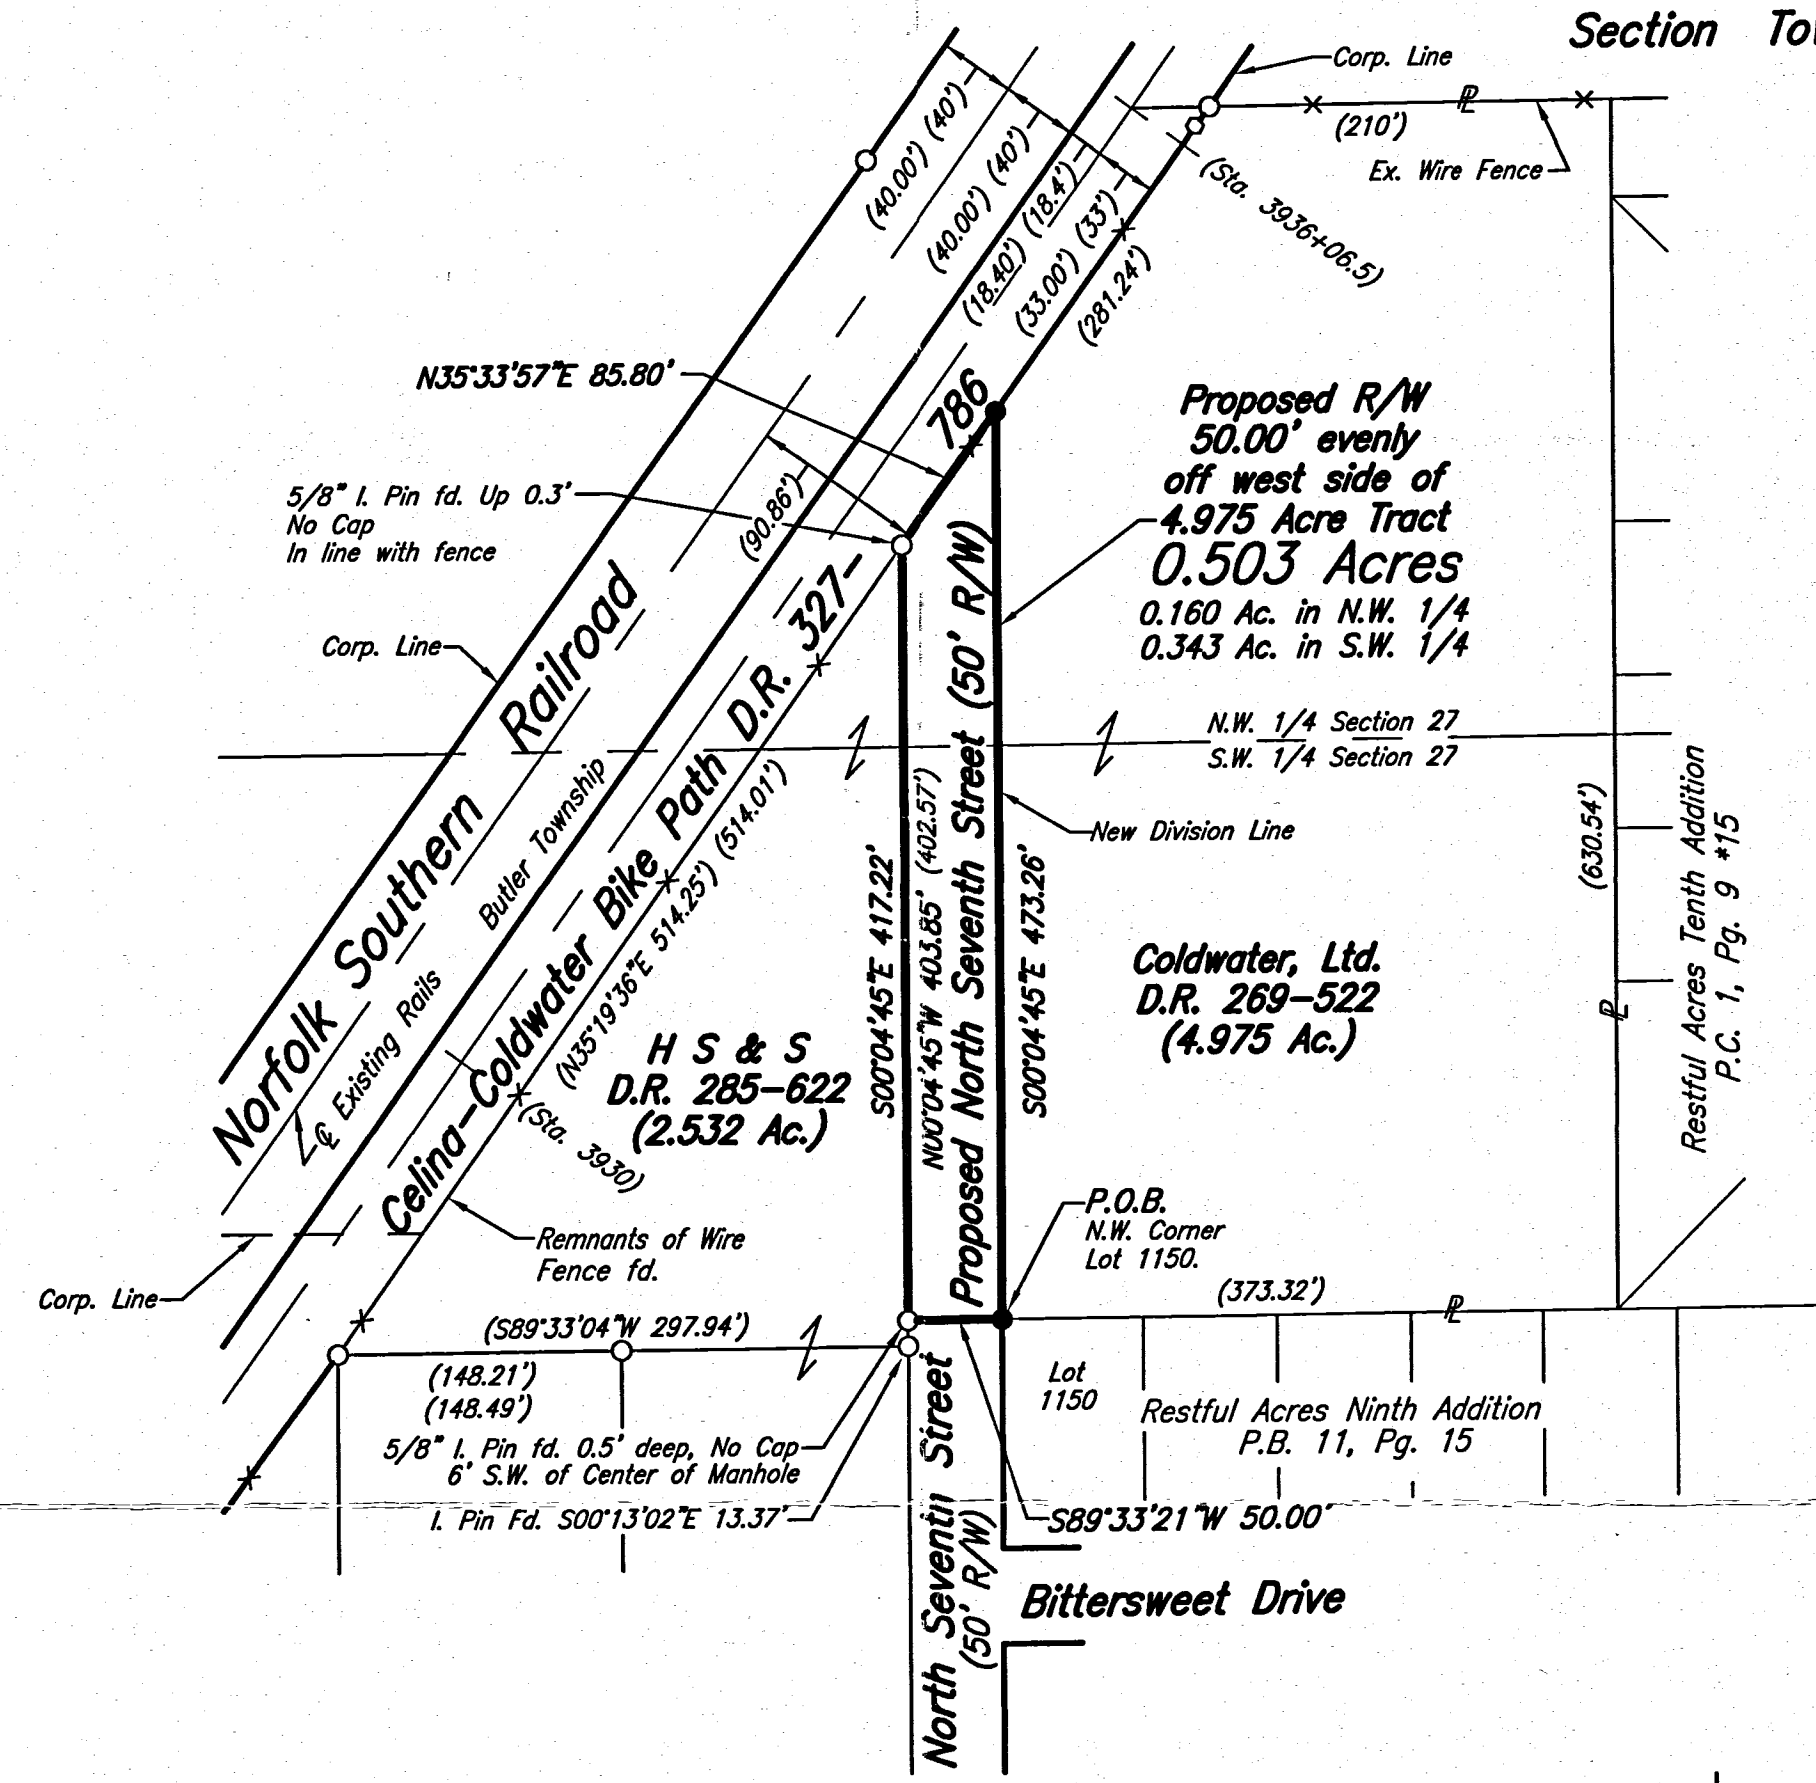 Section
Corp. Line
(210')
Ex. Wire Fence
(Sta. 3936+06.5)
(40.00') (40')
(40.00') (40')
(18.40') (18.4')
(33.00') (33')
(281.24')
N35°33'57"E 85.80'
786
Proposed R/W
50.00' evenly
off west side of
4.975 Acre Tract
0.503 Acres
0.160 Ac. in N.W. 1/4
0.343 Ac. in S.W. 1/4
5/8" I. Pin fd. Up 0.3'
No Cap
In line with fence
(90.86')
Corp. Line
Norfolk Southern Railroad
Butler Township
℄ Existing Rails
Celina-Coldwater Bike Path D.R. 327-
(N35°19'36"E 514.25') (514.01')
(Sta. 3930)
N.W. 1/4 Section 27
S.W. 1/4 Section 27
New Division Line
S00°04'45"E 417.22'
N00°04'45"W 403.85' (402.57')
Proposed North Seventh Street (50' R/W)
S00°04'45"E 473.26'
(630.54')
Restful Acres Tenth Addition
P.C. 1, Pg. 9 *15
Coldwater, Ltd.
D.R. 269-522
(4.975 Ac.)
H S & S
D.R. 285-622
(2.532 Ac.)
Remnants of Wire
Fence fd.
Corp. Line
P.O.B.
N.W. Corner
Lot 1150.
(373.32')
(S89°33'04"W 297.94')
(148.21')
(148.49')
Lot
1150
Restful Acres Ninth Addition
P.B. 11, Pg. 15
5/8" I. Pin fd. 0.5' deep, No Cap
6' S.W. of Center of Manhole
I. Pin Fd. S00°13'02"E 13.37'
S89°33'21"W 50.00'
North Seventh Street
(50' R/W)
Bittersweet Drive